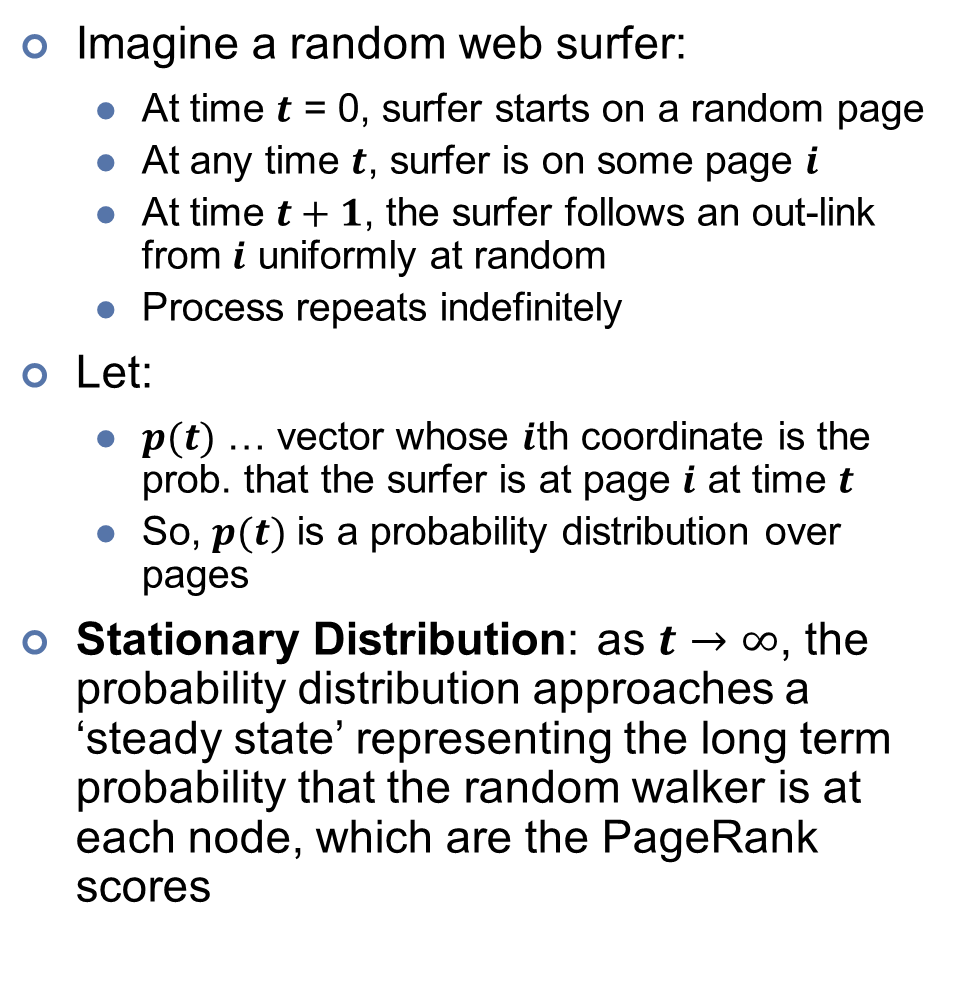 Imagine a random web surfer:
At time t = 0, surfer starts on a random page
At any time t, surfer is on some page i
At time t + 1, the surfer follows an out-link
from i uniformly at random
Process repeats indefinitely
Let:
p(t) … vector whose ith coordinate is the
prob. that the surfer is at page i at time t
So, p(t) is a probability distribution over
pages
Stationary Distribution: as t → ∞, the
probability distribution approaches a
‘steady state’ representing the long term
probability that the random walker is at
each node, which are the PageRank
scores